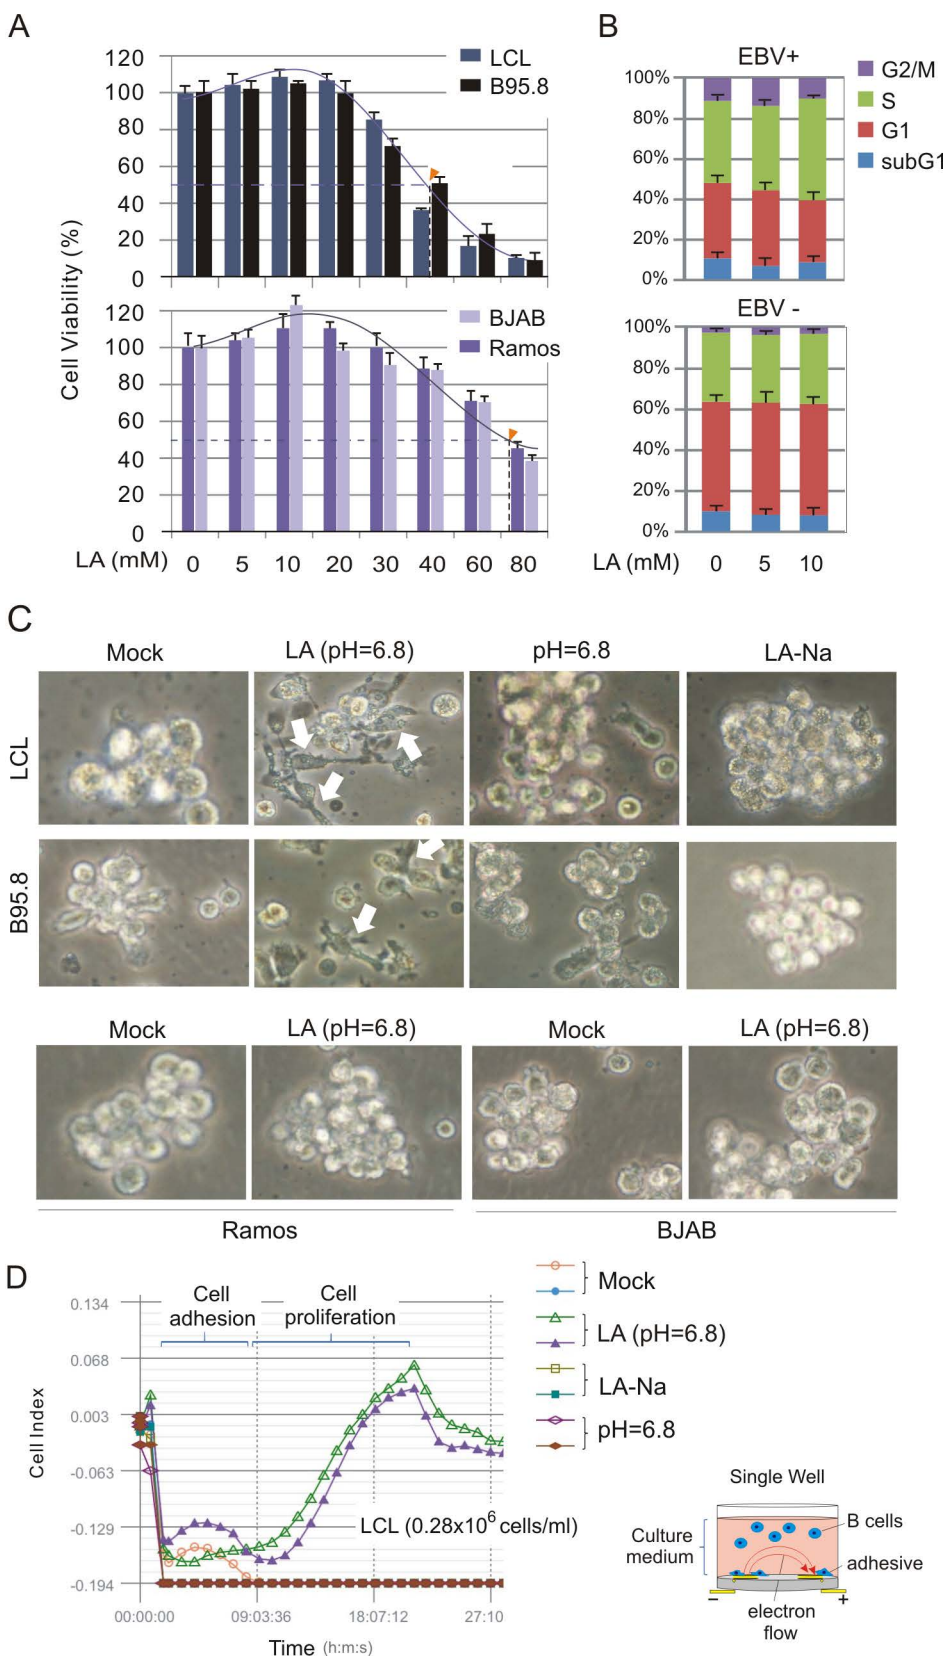 A
B
120
100
80
60
40
20
0
LCL
B95.8
Cell Viability (%)
120
100
80
60
40
20
0
BJAB
Ramos
LA (mM) 0 5 10 20 30 40 60 80
EBV+
100%
80%
60%
40%
20%
0%
G2/M
S
G1
subG1
EBV -
100%
80%
60%
40%
20%
0%
LA (mM) 0 5 10
C
Mock LA (pH=6.8) pH=6.8 LA-Na
LCL
B95.8
Mock LA (pH=6.8) Mock LA (pH=6.8)
Ramos BJAB
D
Cell adhesion
Cell proliferation
0.134
0.068
0.003
-0.063
-0.129
-0.194
Cell Index
LCL (0.28x10⁶ cells/ml)
00:00:00 09:03:36 18:07:12 27:10
Time (h:m:s)
Mock
LA (pH=6.8)
LA-Na
pH=6.8
Single Well
Culture
medium
B cells
adhesive
− +
electron
flow